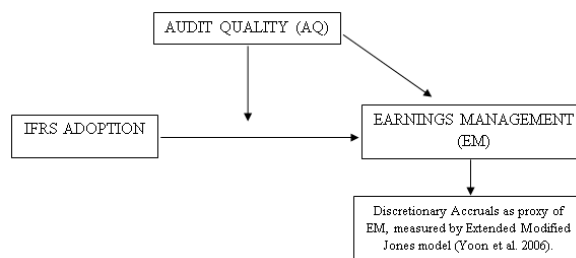 AUDIT QUALITY (AQ)
IFRS ADOPTION
EARNINGS MANAGEMENT
(EM)
Discretionary Accruals as proxy of
EM, measured by Extended Modified
Jones model (Yoon et al. 2006).